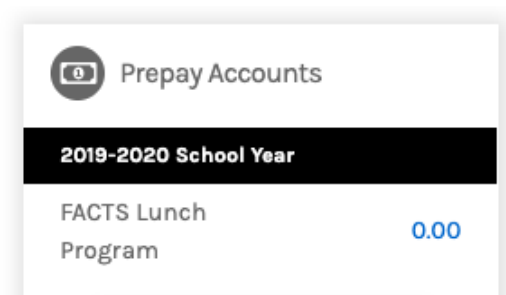 Prepay Accounts
2019-2020 School Year
FACTS Lunch
Program
0.00